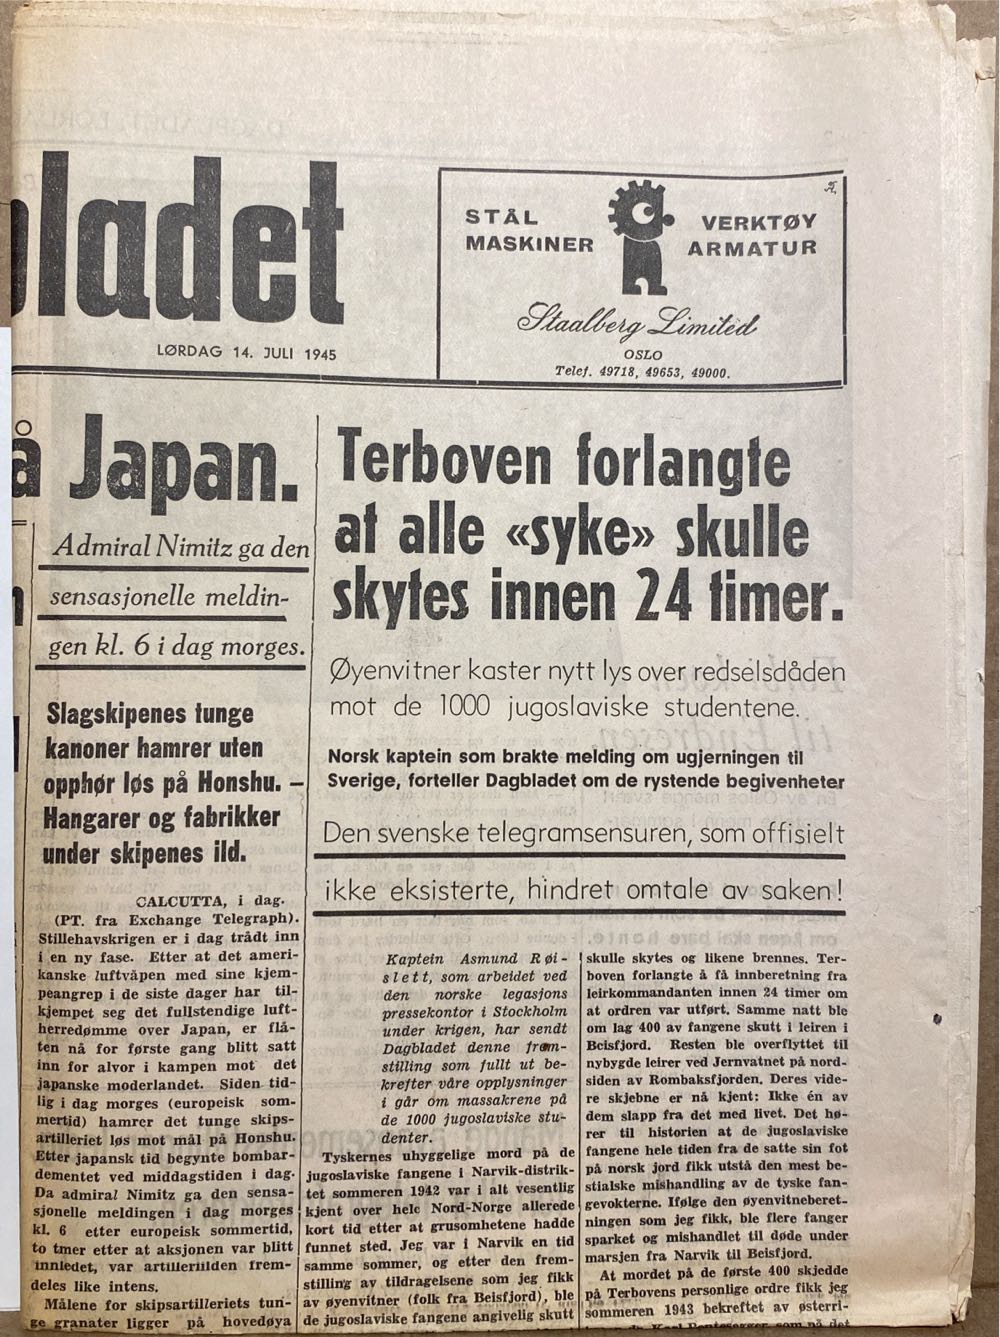 ladet
LØRDAG 14. JULI 1945
STÅL
MASKINER
VERKTØY
ARMATUR
Staalberg Limited
OSLO
Telef. 49718, 49653, 49000.
å Japan.
Admiral Nimitz ga den
sensasjonelle meldin-
gen kl. 6 i dag morges.
Slagskipenes tunge
kanoner hamrer uten
opphør løs på Honshu. —
Hangarer og fabrikker
under skipenes ild.
CALCUTTA, i dag.
(PT. fra Exchange Telegraph).
Stillehavskrigen er i dag trådt inn
i en ny fase. Etter at det ameri-
kanske luftvåpen med sine kjem-
peangrep i de siste dager har til-
kjempet seg det fullstendige luft-
herredømme over Japan, er flå-
ten nå for første gang blitt satt
inn for alvor i kampen mot det
japanske moderlandet. Siden tid-
lig i dag morges (europeisk som-
mertid) hamrer det tunge skips-
artilleriet løs mot mål på Honshu.
Etter japansk tid begynte bombar-
dementet ved middagstiden i dag.
Da admiral Nimitz ga den sensa-
sjonelle meldingen i dag morges
kl. 6 etter europeisk sommertid,
to tmer etter at aksjonen var blitt
innledet, var artilleriilden frem-
deles like intens.
Målene for skipsartilleriets tun-
ge granater ligger på hovedøya
Terboven forlangte
at alle «syke» skulle
skytes innen 24 timer.
Øyenvitner kaster nytt lys over redselsdåden
mot de 1000 jugoslaviske studentene.
Norsk kaptein som brakte melding om ugjerningen til
Sverige, forteller Dagbladet om de rystende begivenheter
Den svenske telegramsensuren, som offisielt
ikke eksisterte, hindret omtale av saken!
Kaptein Asmund Røi-
slett, som arbeidet ved
den norske legasjons
pressekontor i Stockholm
under krigen, har sendt
Dagbladet denne frem-
stilling som fullt ut be-
krefter våre opplysninger
i går om massakrene på
de 1000 jugoslaviske stu-
denter.
Tyskernes uhyggelige mord på de
jugoslaviske fangene i Narvik-distrik-
tet sommeren 1942 var i alt vesentlig
kjent over hele Nord-Norge allerede
kort tid etter at grusomhetene hadde
funnet sted. Jeg var i Narvik en tid
samme sommer, og etter den frem-
stilling av tildragelsene som jeg fikk
av øyenvitner (folk fra Beisfjord), ble
de jugoslaviske fangene angivelig skutt
skulle skytes og likene brennes. Ter-
boven forlangte å få innberetning fra
leirkommandanten innen 24 timer om
at ordren var utført. Samme natt ble
om lag 400 av fangene skutt i leiren i
Beisfjord. Resten ble overflyttet til
nybygde leirer ved Jernvatnet på nord-
siden av Rombaksfjorden. Deres vide-
re skjebne er nå kjent: Ikke én av
dem slapp fra det med livet. Det hø-
rer til historien at de jugoslaviske
fangene hele tiden fra de satte sin fot
på norsk jord fikk utstå den mest be-
stialske mishandling av de tyske fan-
gevokterne. Ifølge den øyenvitneberet-
ningen som jeg fikk, ble flere fanger
sparket og mishandlet til døde under
marsjen fra Narvik til Beisfjord.
At mordet på de første 400 skjedde
på Terbovens personlige ordre fikk jeg
sommeren 1943 bekreftet av østerri-